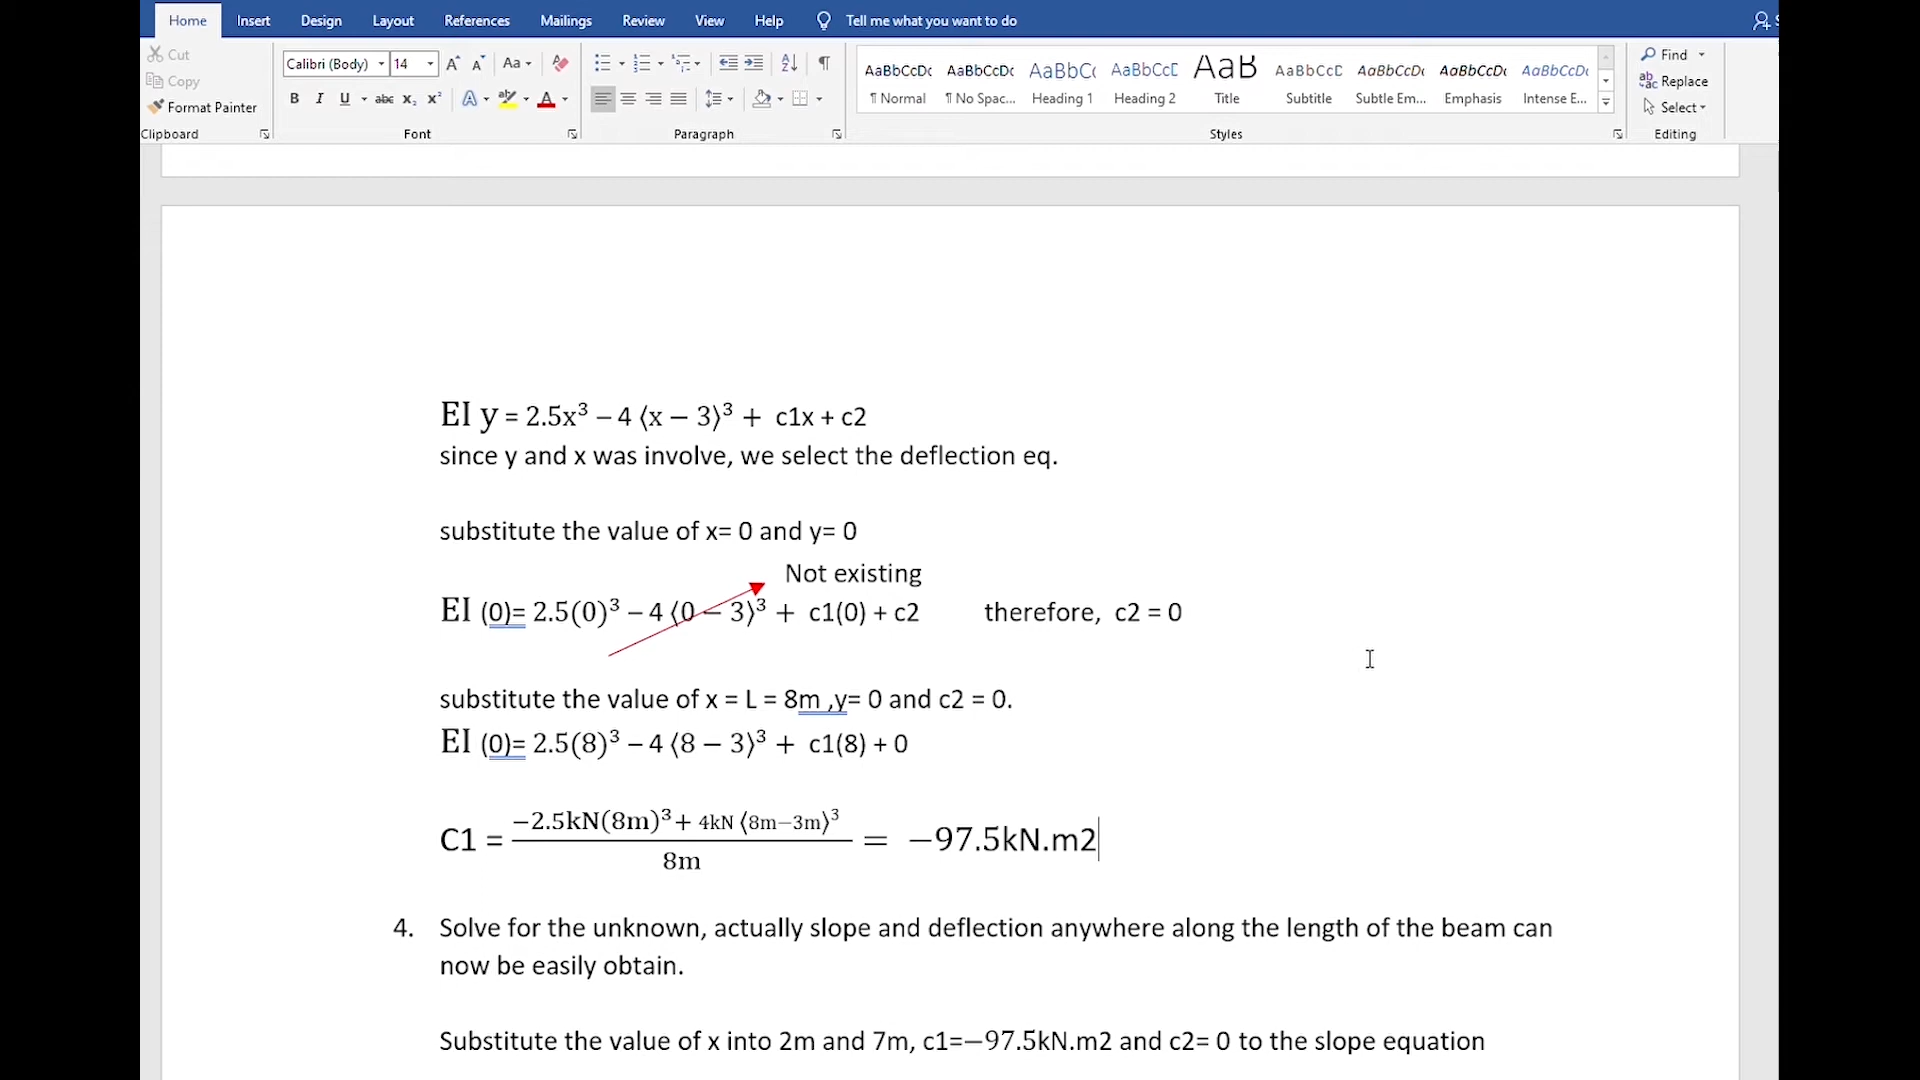 Home Insert Design Layout References Mailings Review View Help Tell me what you want to do
Cut
Copy
Format Painter
Clipboard
Calibri (Body) 14 Aa
B I U abc x₂ x² A A
Font
Paragraph
AaBbCcDc AaBbCcDc AaBbCc AaBbCcD AaB AaBbCcD AaBbCcDc AaBbCcDc AaBbCcDc
¶ Normal ¶ No Spac... Heading 1 Heading 2 Title Subtitle Subtle Em... Emphasis Intense E...
Styles
Find
Replace
Select
Editing
EI y = 2.5x³ – 4 ⟨x − 3⟩³ + c1x + c2
since y and x was involve, we select the deflection eq.
substitute the value of x= 0 and y= 0
Not existing
EI (0)= 2.5(0)³ – 4 ⟨0 − 3⟩³ + c1(0) + c2 therefore, c2 = 0
substitute the value of x = L = 8m ,y= 0 and c2 = 0.
EI (0)= 2.5(8)³ – 4 ⟨8 − 3⟩³ + c1(8) + 0
−2.5kN(8m)³+ 4kN ⟨8m−3m⟩³
C1 = = −97.5kN.m2
8m
4. Solve for the unknown, actually slope and deflection anywhere along the length of the beam can
now be easily obtain.
Substitute the value of x into 2m and 7m, c1=−97.5kN.m2 and c2= 0 to the slope equation